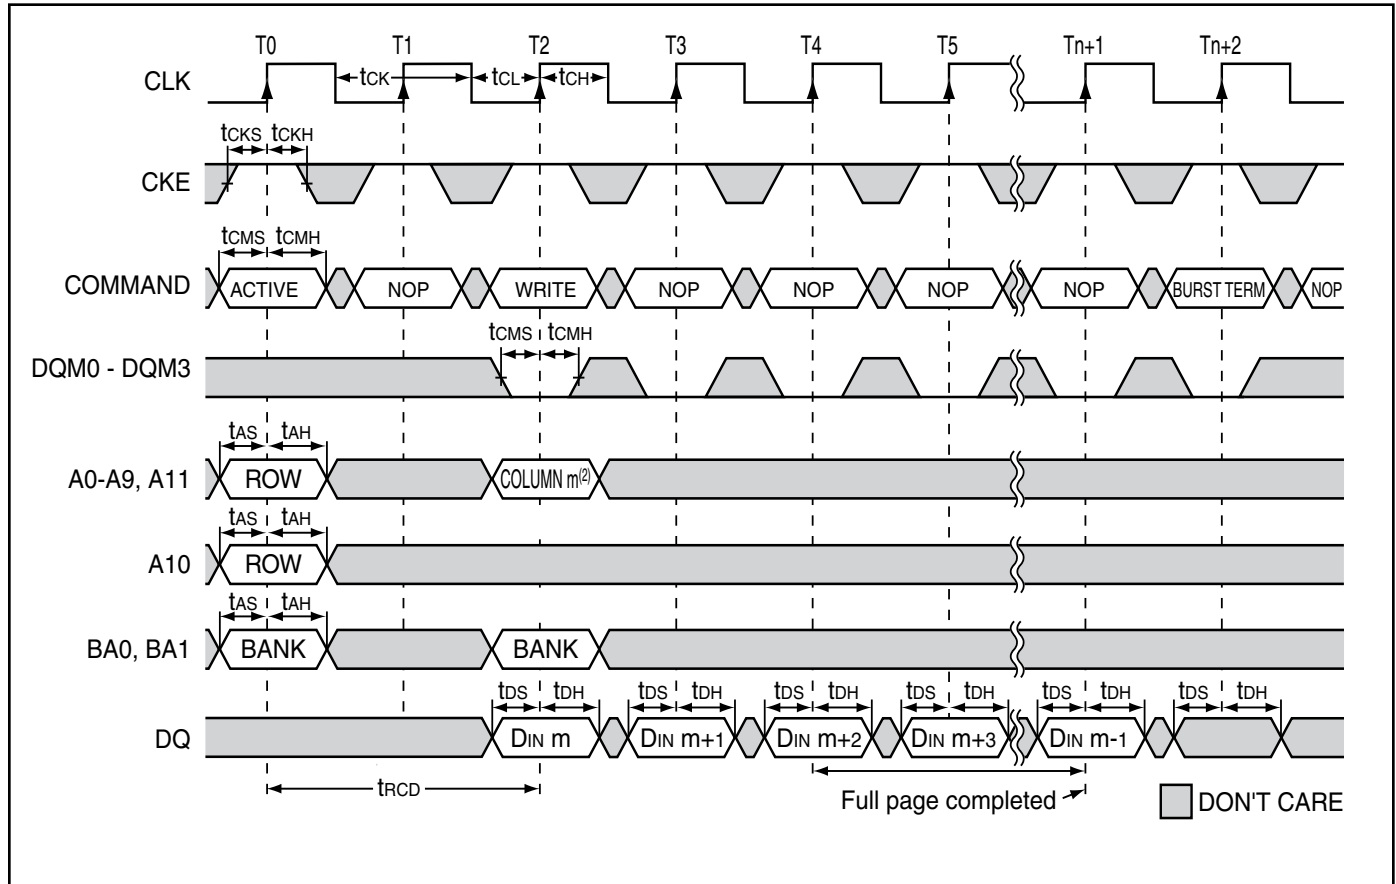 T0 T1 T2 T3 T4 T5 Tn+1 Tn+2
CLK tCK tCL tCH
tCKS tCKH
CKE
tCMS tCMH
COMMAND ACTIVE NOP WRITE NOP NOP NOP NOP BURST TERM NOP
tCMS tCMH
DQM0 - DQM3
tAS tAH
A0-A9, A11 ROW COLUMN m(2)
tAS tAH
A10 ROW
tAS tAH
BA0, BA1 BANK BANK
tDS tDH tDS tDH tDS tDH tDS tDH tDS tDH tDS tDH
DQ DIN m DIN m+1 DIN m+2 DIN m+3 DIN m-1
tRCD
Full page completed DON'T CARE